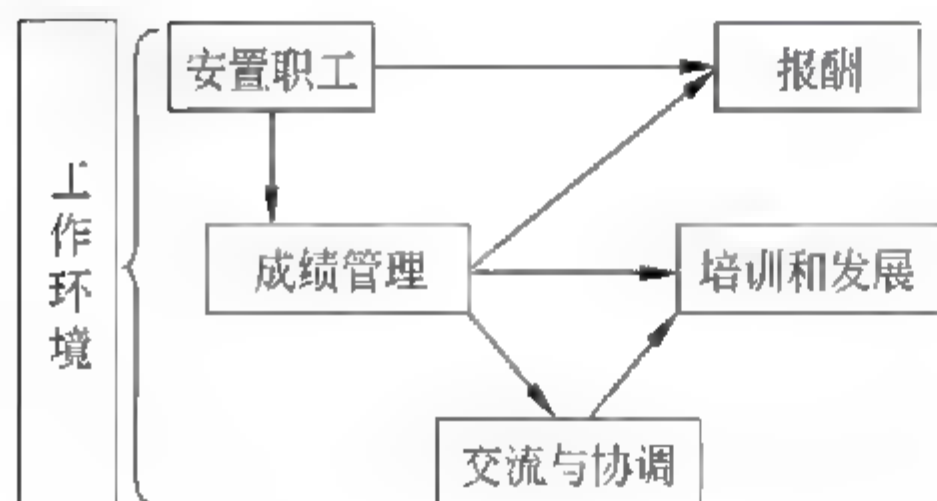 安置职工
报酬
工作环境
成绩管理
培训和发展
交流与协调